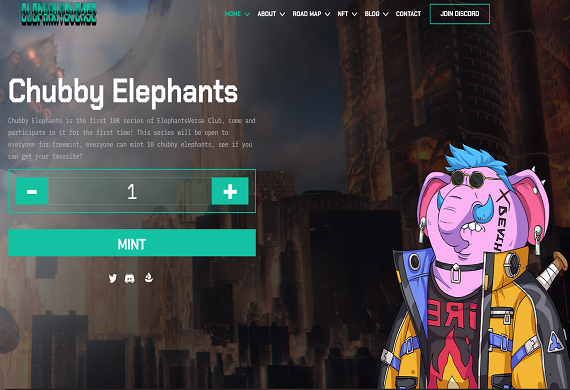 ELEPHANTSVERSE
HOME ABOUT ROAD MAP NFT BLOG CONTACT JOIN DISCORD
Chubby Elephants
Chubby Elephants is the first 10K series of ElephantsVerse Club, come and
participate in it for the first time! This series will be open to
everyone for freemint, everyone can mint 10 chubby elephants, see if you
can get your favorite?
- 1 +
MINT
X DEATH